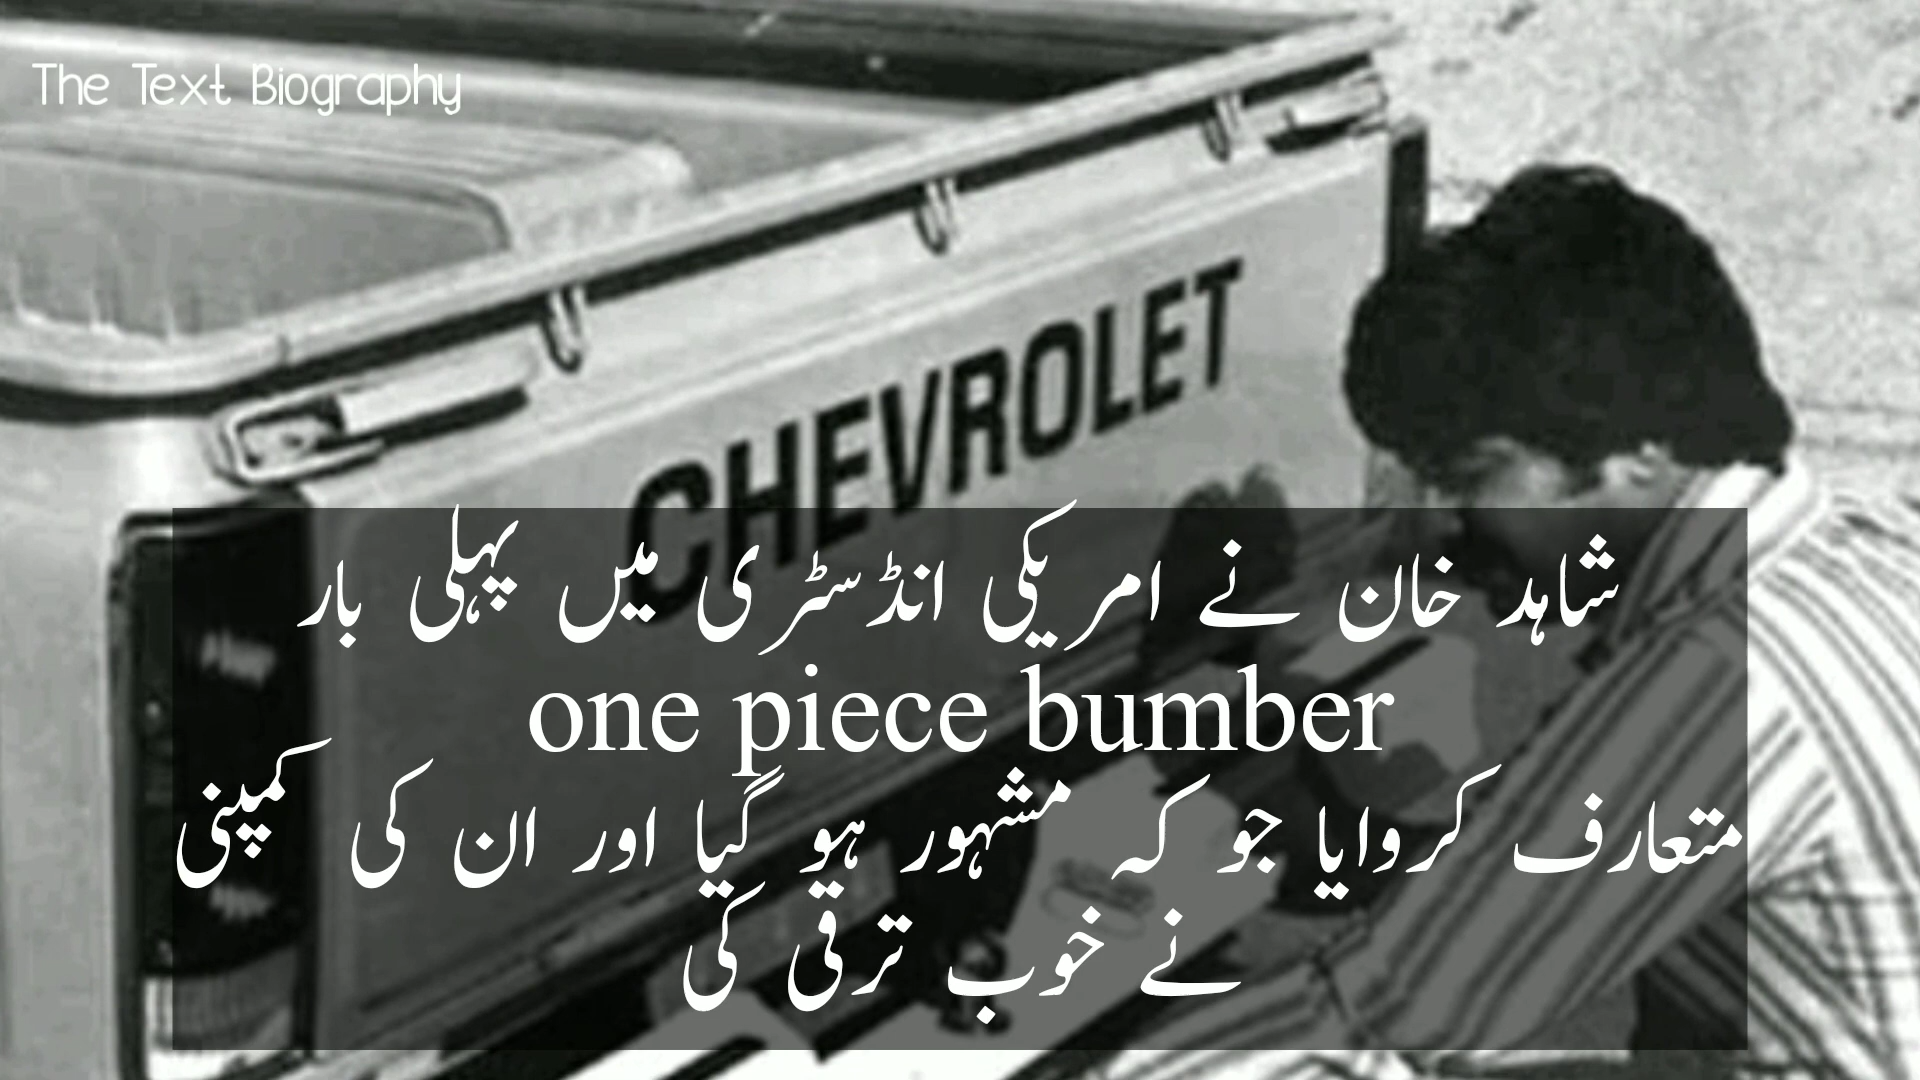 The Text Biography
CHEVROLET
شاہد خان نے امریکی انڈسٹری میں پہلی بار
one piece bumber
متعارف کروایا جو کہ مشہور ہو گیا اور ان کی کمپنی
نے خوب ترقی کی